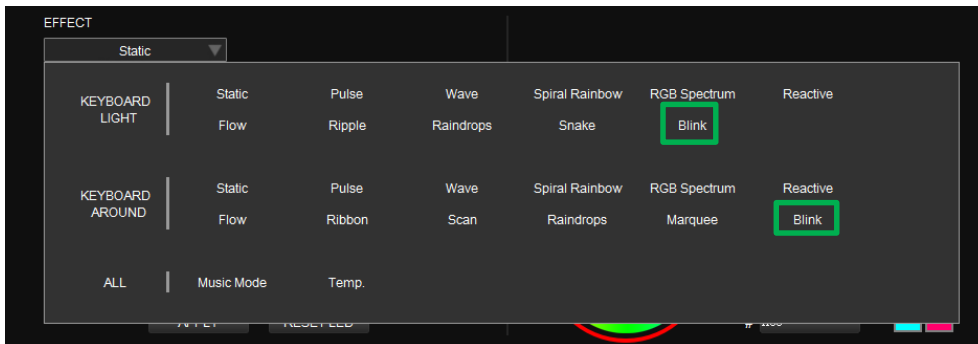 EFFECT
Static
KEYBOARD LIGHT
Static Pulse Wave Spiral Rainbow RGB Spectrum Reactive
Flow Ripple Raindrops Snake Blink
KEYBOARD AROUND
Static Pulse Wave Spiral Rainbow RGB Spectrum Reactive
Flow Ribbon Scan Raindrops Marquee Blink
ALL Music Mode Temp.
#